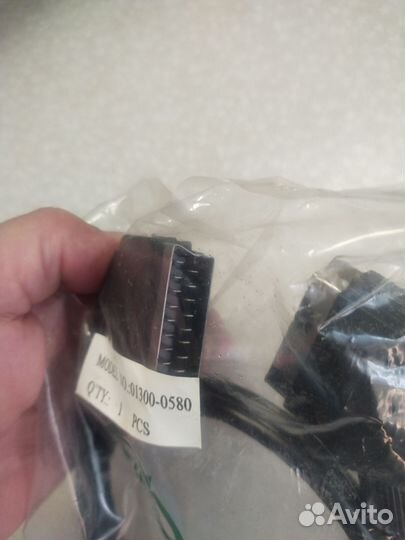 MODEL NO.:01300-0580
Q'TY: 1 PCS
Avito